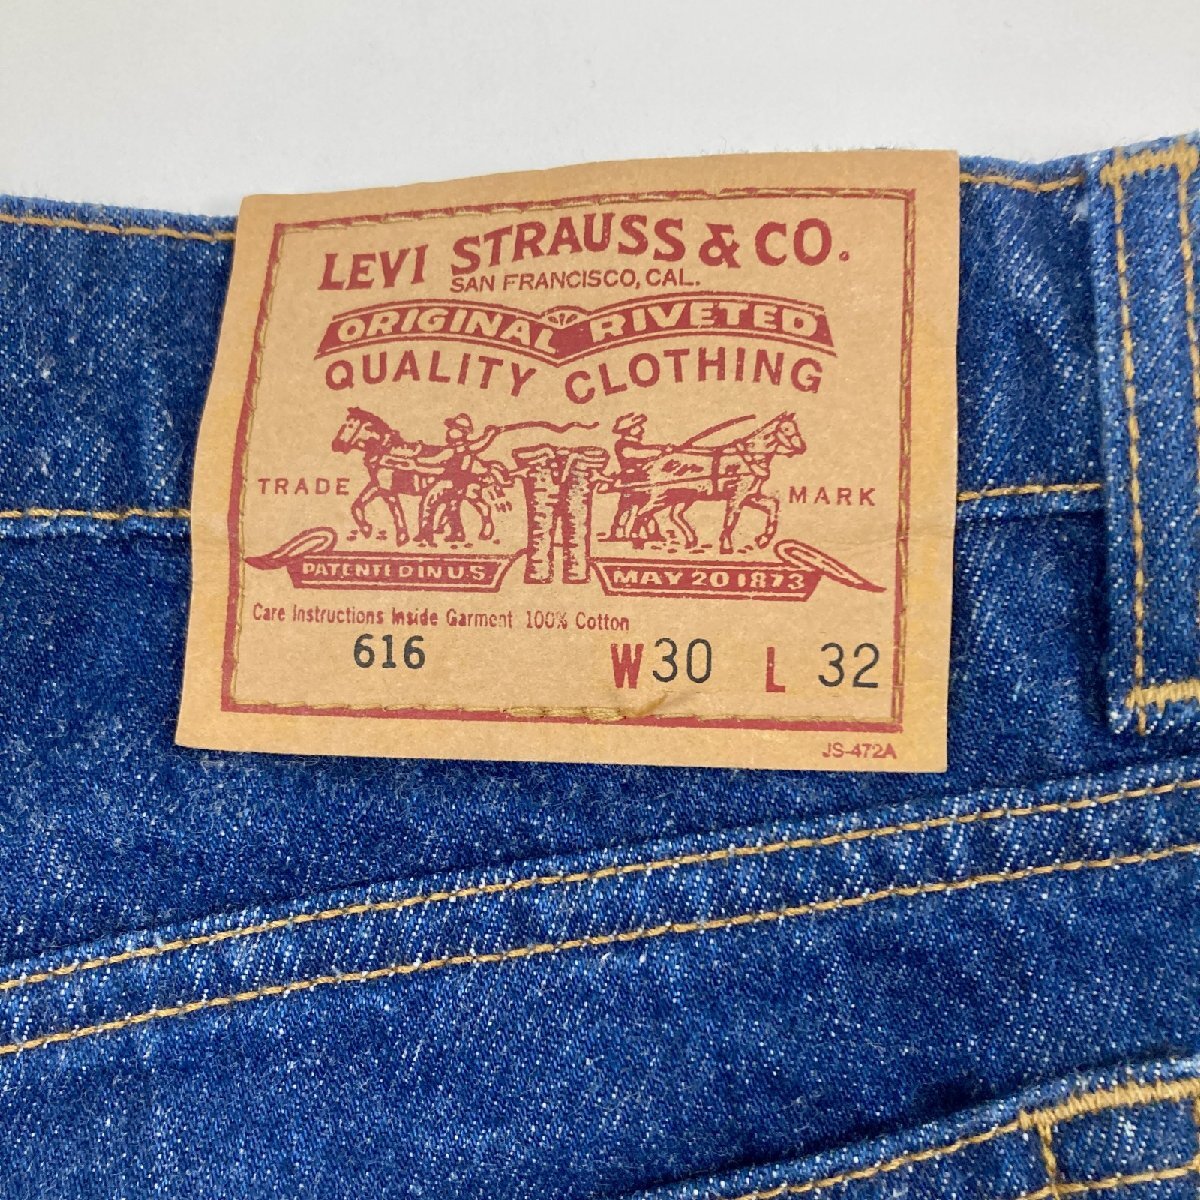 LEVI STRAUSS & CO.
SAN FRANCISCO, CAL.
ORIGINAL RIVETED
QUALITY CLOTHING
TRADE MARK
PATENTED IN U.S. MAY 20 1873
Care Instructions Inside Garment 100% Cotton
616 W 30 L 32
JS-472A